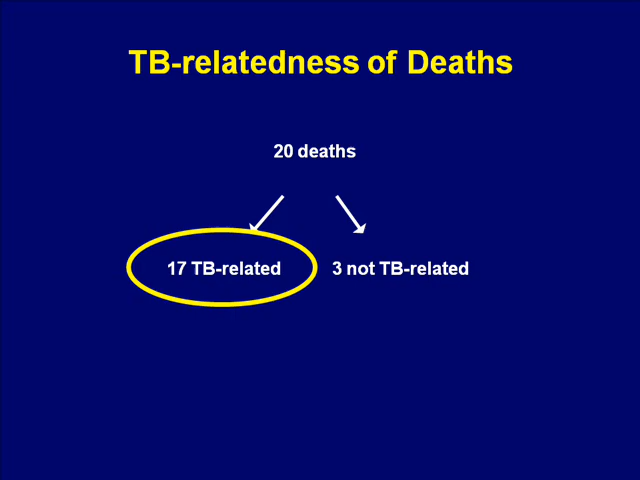 TB-relatedness of Deaths
20 deaths
17 TB-related
3 not TB-related